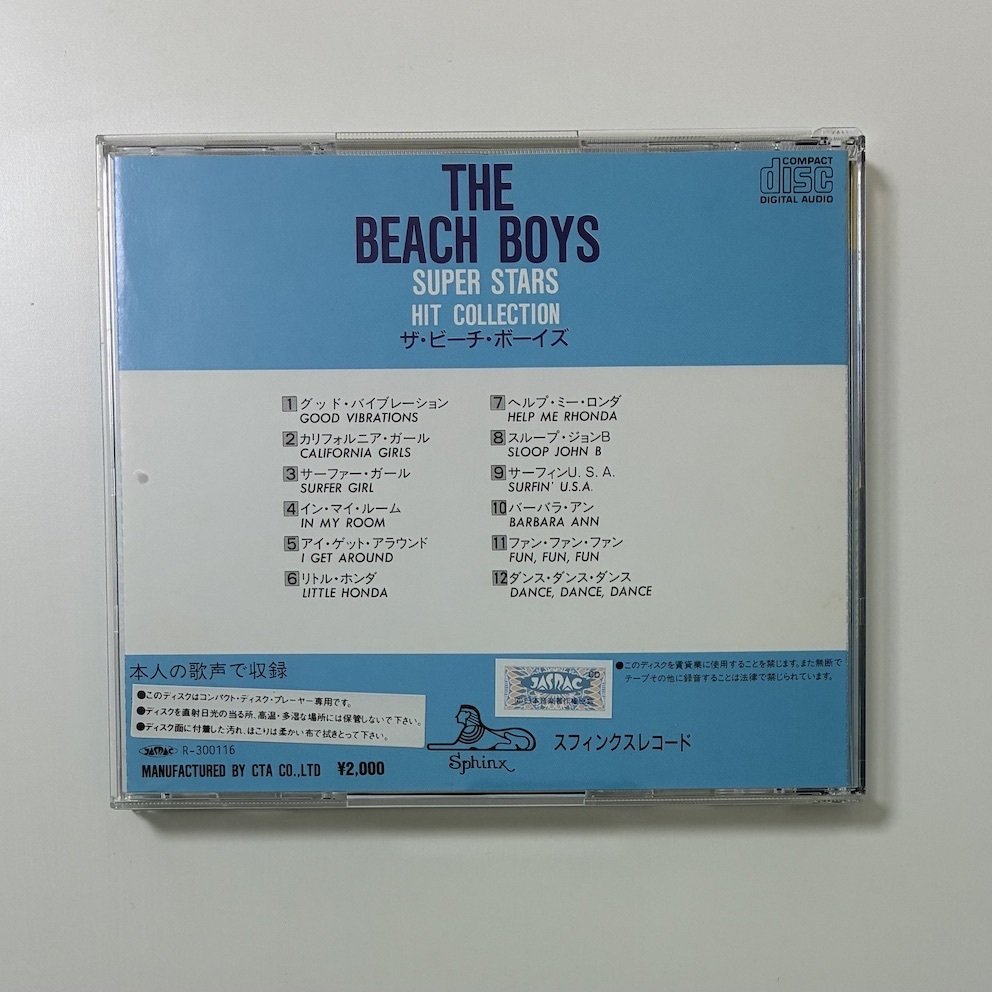 THE
BEACH BOYS
SUPER STARS
HIT COLLECTION
ザ・ビーチ・ボーイズ
COMPACT
disc
DIGITAL AUDIO
1 グッド・バイブレーション
GOOD VIBRATIONS
2 カリフォルニア・ガール
CALIFORNIA GIRLS
3 サーファー・ガール
SURFER GIRL
4 イン・マイ・ルーム
IN MY ROOM
5 アイ・ゲット・アラウンド
I GET AROUND
6 リトル・ホンダ
LITTLE HONDA
7 ヘルプ・ミー・ロンダ
HELP ME RHONDA
8 スループ・ジョンB
SLOOP JOHN B
9 サーフィンU.S.A.
SURFIN' U.S.A.
10 バーバラ・アン
BARBARA ANN
11 ファン・ファン・ファン
FUN, FUN, FUN
12 ダンス・ダンス・ダンス
DANCE, DANCE, DANCE
本人の歌声で収録
●このディスクはコンパクト・ディスク・プレーヤー専用です。
●ディスクを直射日光の当る所、高温・多湿な場所には保管しないで下さい。
●ディスク面に付着した汚れ、ほこりは柔かい布で拭きとって下さい。
JASRAC R-300116
MANUFACTURED BY CTA CO.,LTD ¥2,000
Sphinx
スフィンクスレコード
CD
JASRAC
●このディスクを賃貸業に使用することを禁じます。また無断で
テープその他に録音することは法律で禁じられています。